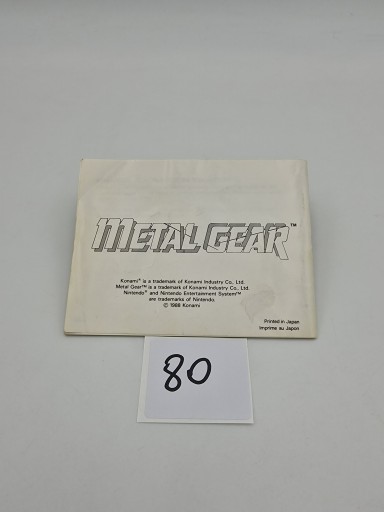 METAL GEAR™
Konami® is a trademark of Konami Industry Co., Ltd.
Metal Gear™ is a trademark of Konami Industry Co., Ltd.
Nintendo® and Nintendo Entertainment System™
are trademarks of Nintendo.
© 1988 Konami
Printed in Japan
Imprime au Japon
80